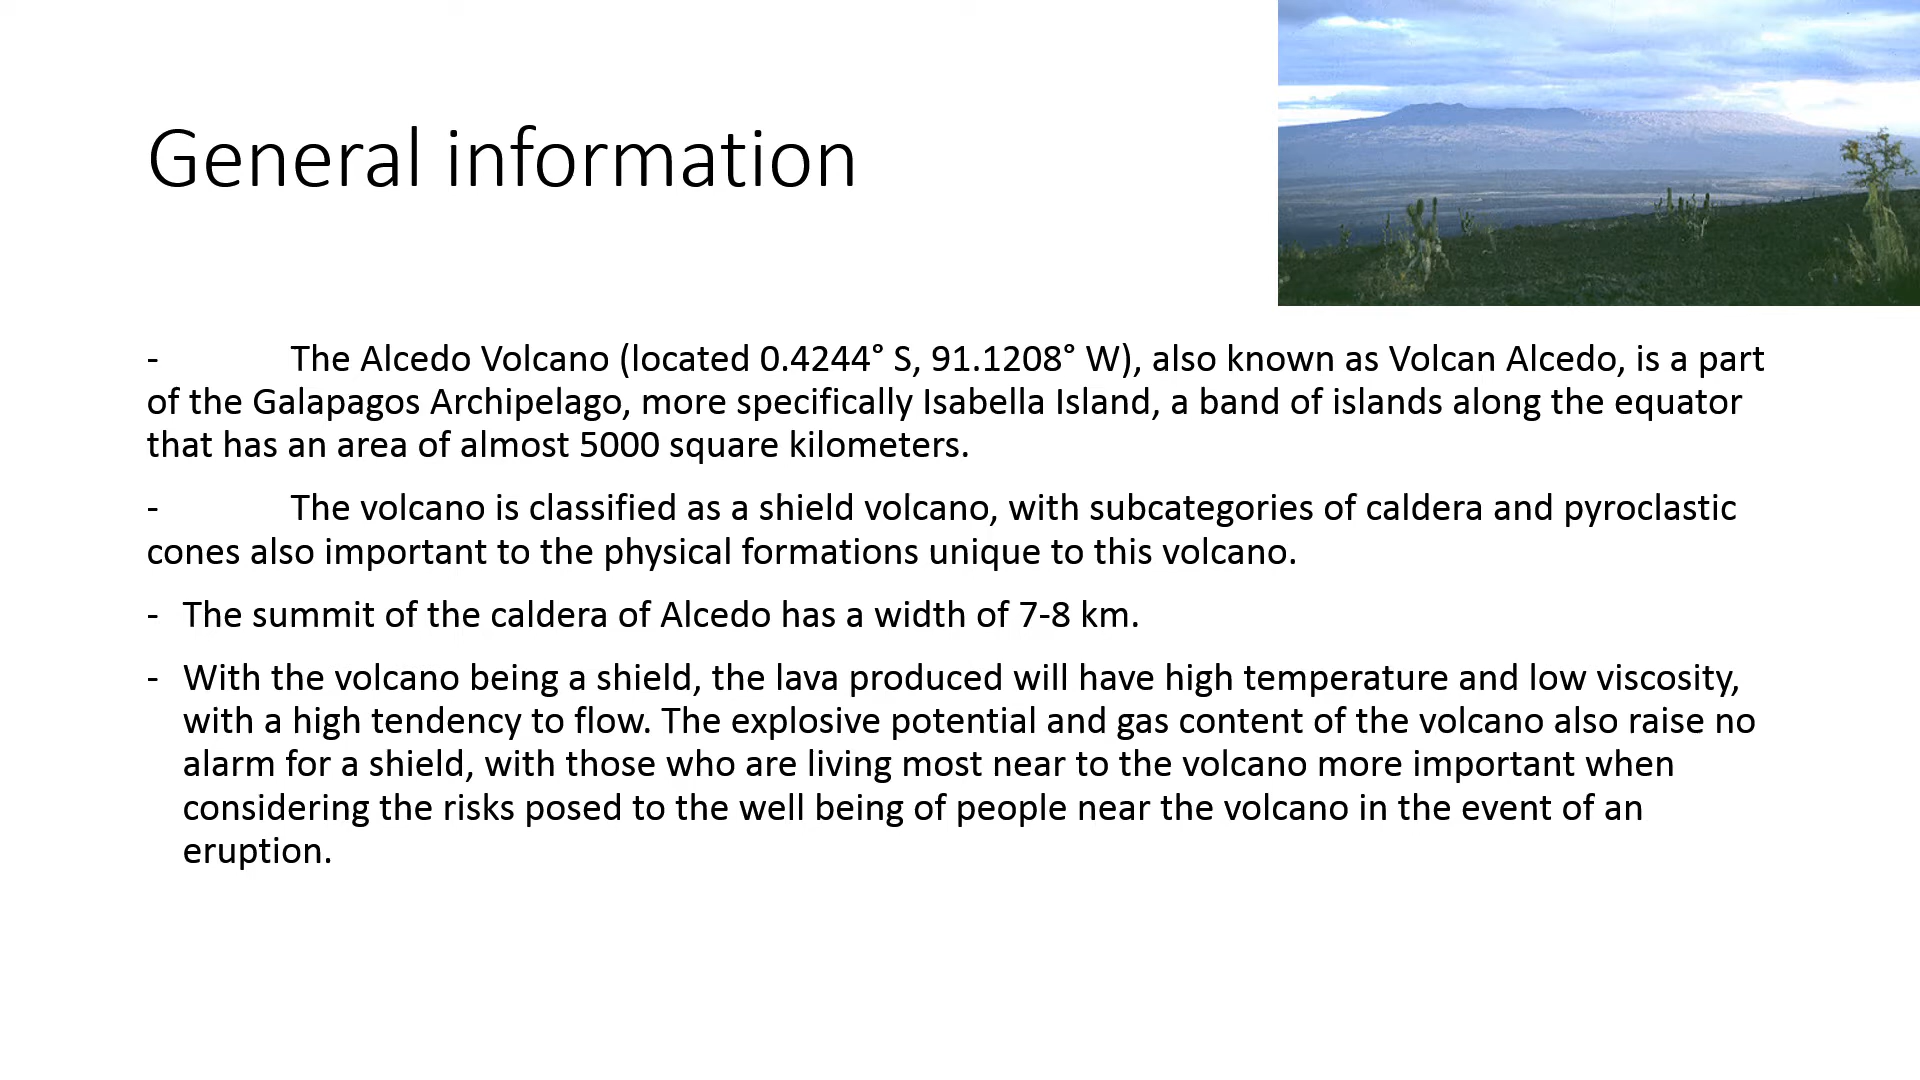 General information
- The Alcedo Volcano (located 0.4244° S, 91.1208° W), also known as Volcan Alcedo, is a part
of the Galapagos Archipelago, more specifically Isabella Island, a band of islands along the equator
that has an area of almost 5000 square kilometers.
- The volcano is classified as a shield volcano, with subcategories of caldera and pyroclastic
cones also important to the physical formations unique to this volcano.
- The summit of the caldera of Alcedo has a width of 7-8 km.
- With the volcano being a shield, the lava produced will have high temperature and low viscosity,
with a high tendency to flow. The explosive potential and gas content of the volcano also raise no
alarm for a shield, with those who are living most near to the volcano more important when
considering the risks posed to the well being of people near the volcano in the event of an
eruption.